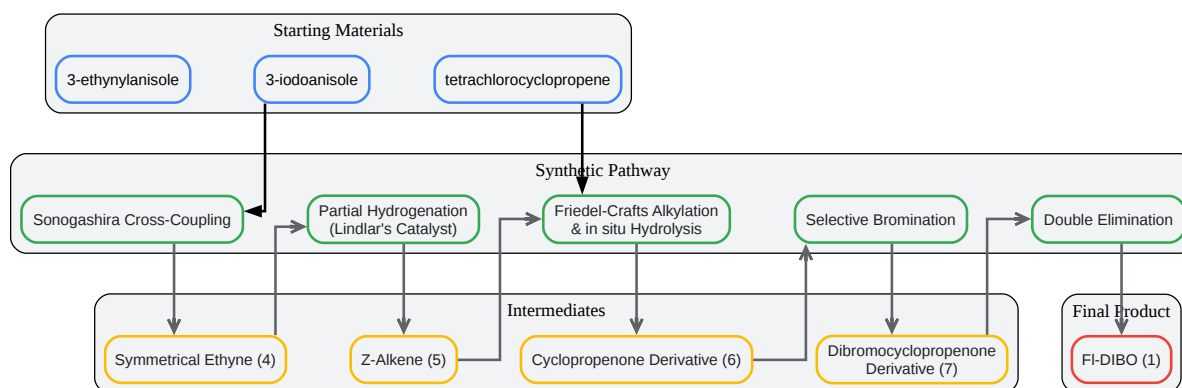 Starting Materials
3-ethynylanisole
3-iodoanisole
tetrachlorocyclopropene
Synthetic Pathway
Sonogashira Cross-Coupling
Partial Hydrogenation
(Lindlar's Catalyst)
Friedel-Crafts Alkylation
& in situ Hydrolysis
Selective Bromination
Double Elimination
Intermediates
Symmetrical Ethyne (4)
Z-Alkene (5)
Cyclopropenone Derivative (6)
Dibromocyclopropenone
Derivative (7)
Final Product
Fl-DIBO (1)